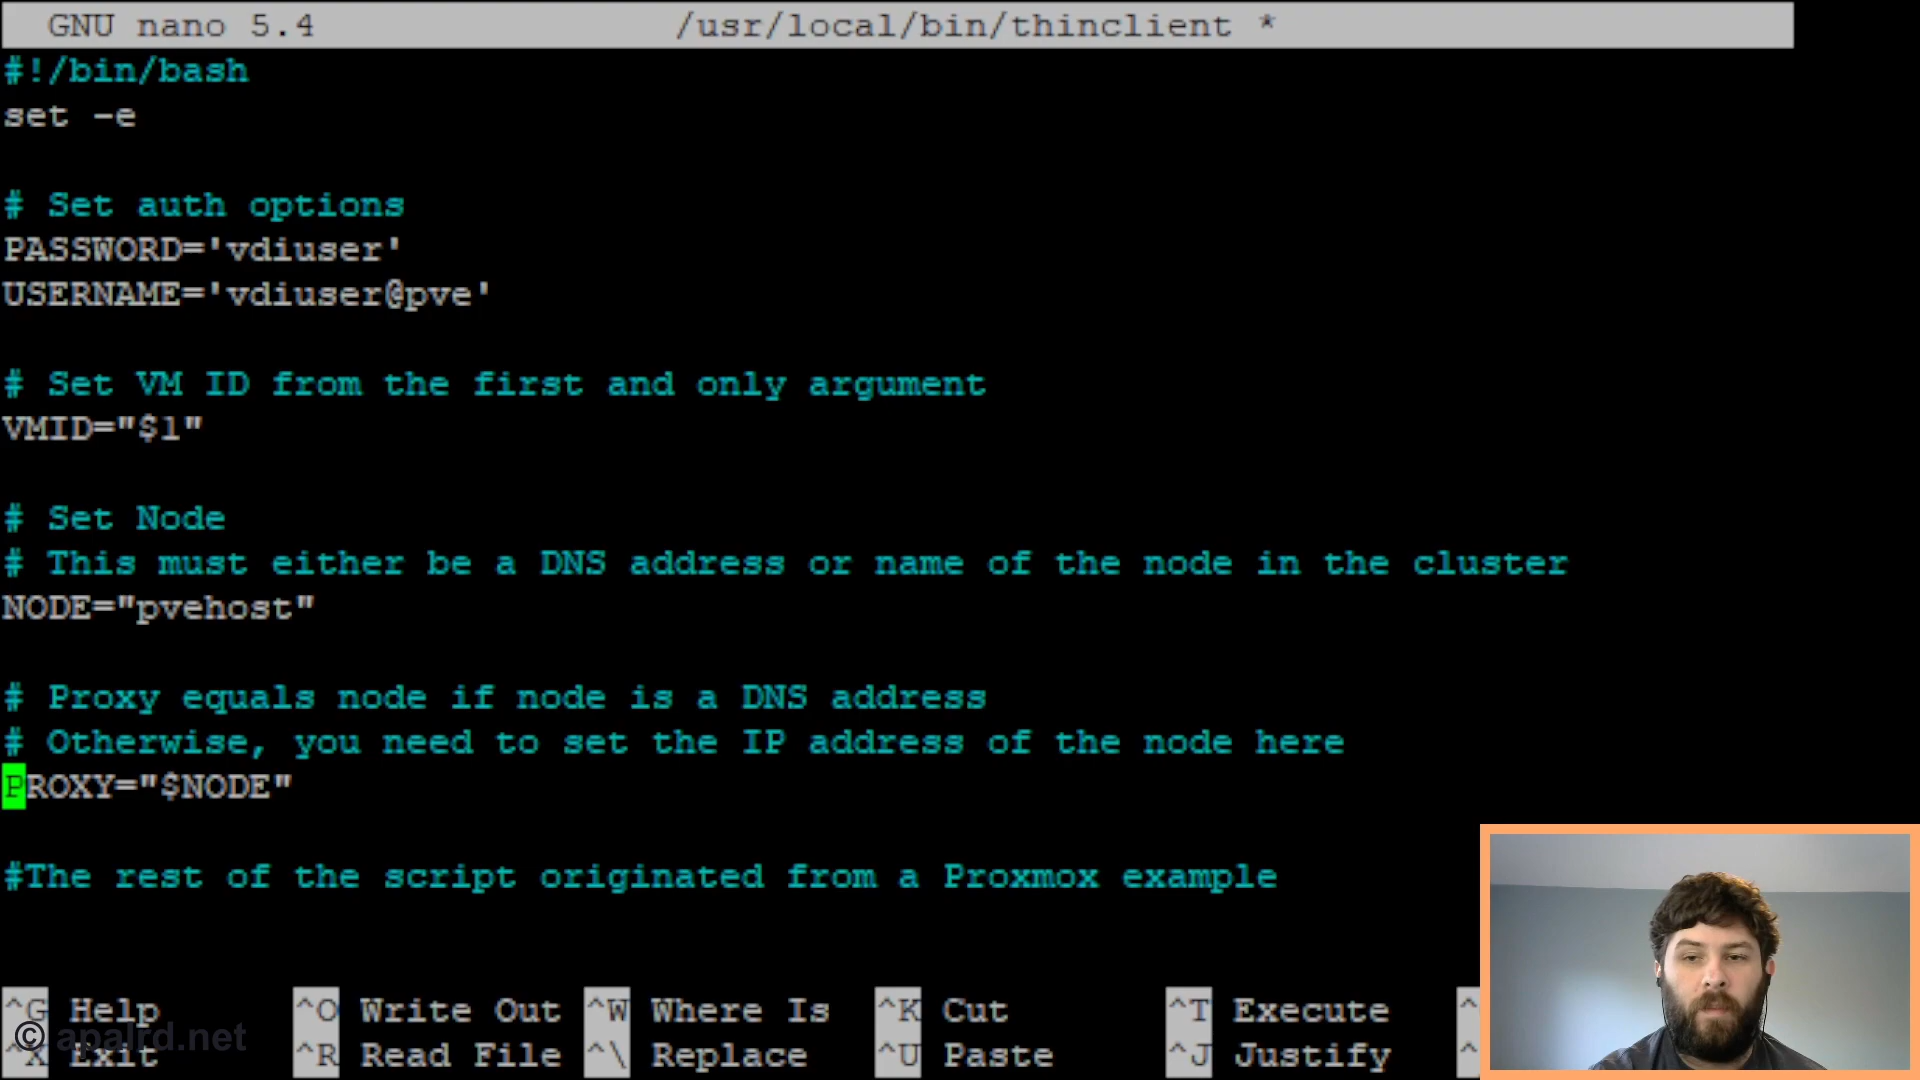 GNU nano 5.4 /usr/local/bin/thinclient *
#!/bin/bash
set -e
# Set auth options
PASSWORD='vdiuser'
USERNAME='vdiuser@pve'
# Set VM ID from the first and only argument
VMID="$1"
# Set Node
# This must either be a DNS address or name of the node in the cluster
NODE="pvehost"
# Proxy equals node if node is a DNS address
# Otherwise, you need to set the IP address of the node here
PROXY="$NODE"
#The rest of the script originated from a Proxmox example
^G Help ^O Write Out ^W Where Is ^K Cut ^T Execute ^
© apalrd.net
^X Exit ^R Read File ^\ Replace ^U Paste ^J Justify ^